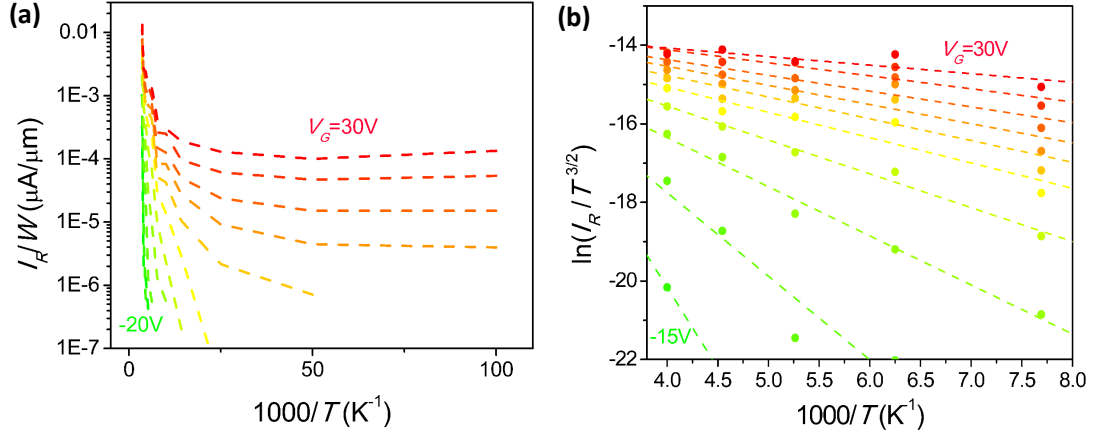 (a)
0.01
1E-3
1E-4
1E-5
1E-6
1E-7
I_R/W (μA/μm)
V_G=30V
-20V
0
50
100
1000/T(K⁻¹)
(b)
-14
-16
-18
-20
-22
ln(I_R/T^{3/2})
V_G=30V
-15V
4.0 4.5 5.0 5.5 6.0 6.5 7.0 7.5 8.0
1000/T(K⁻¹)